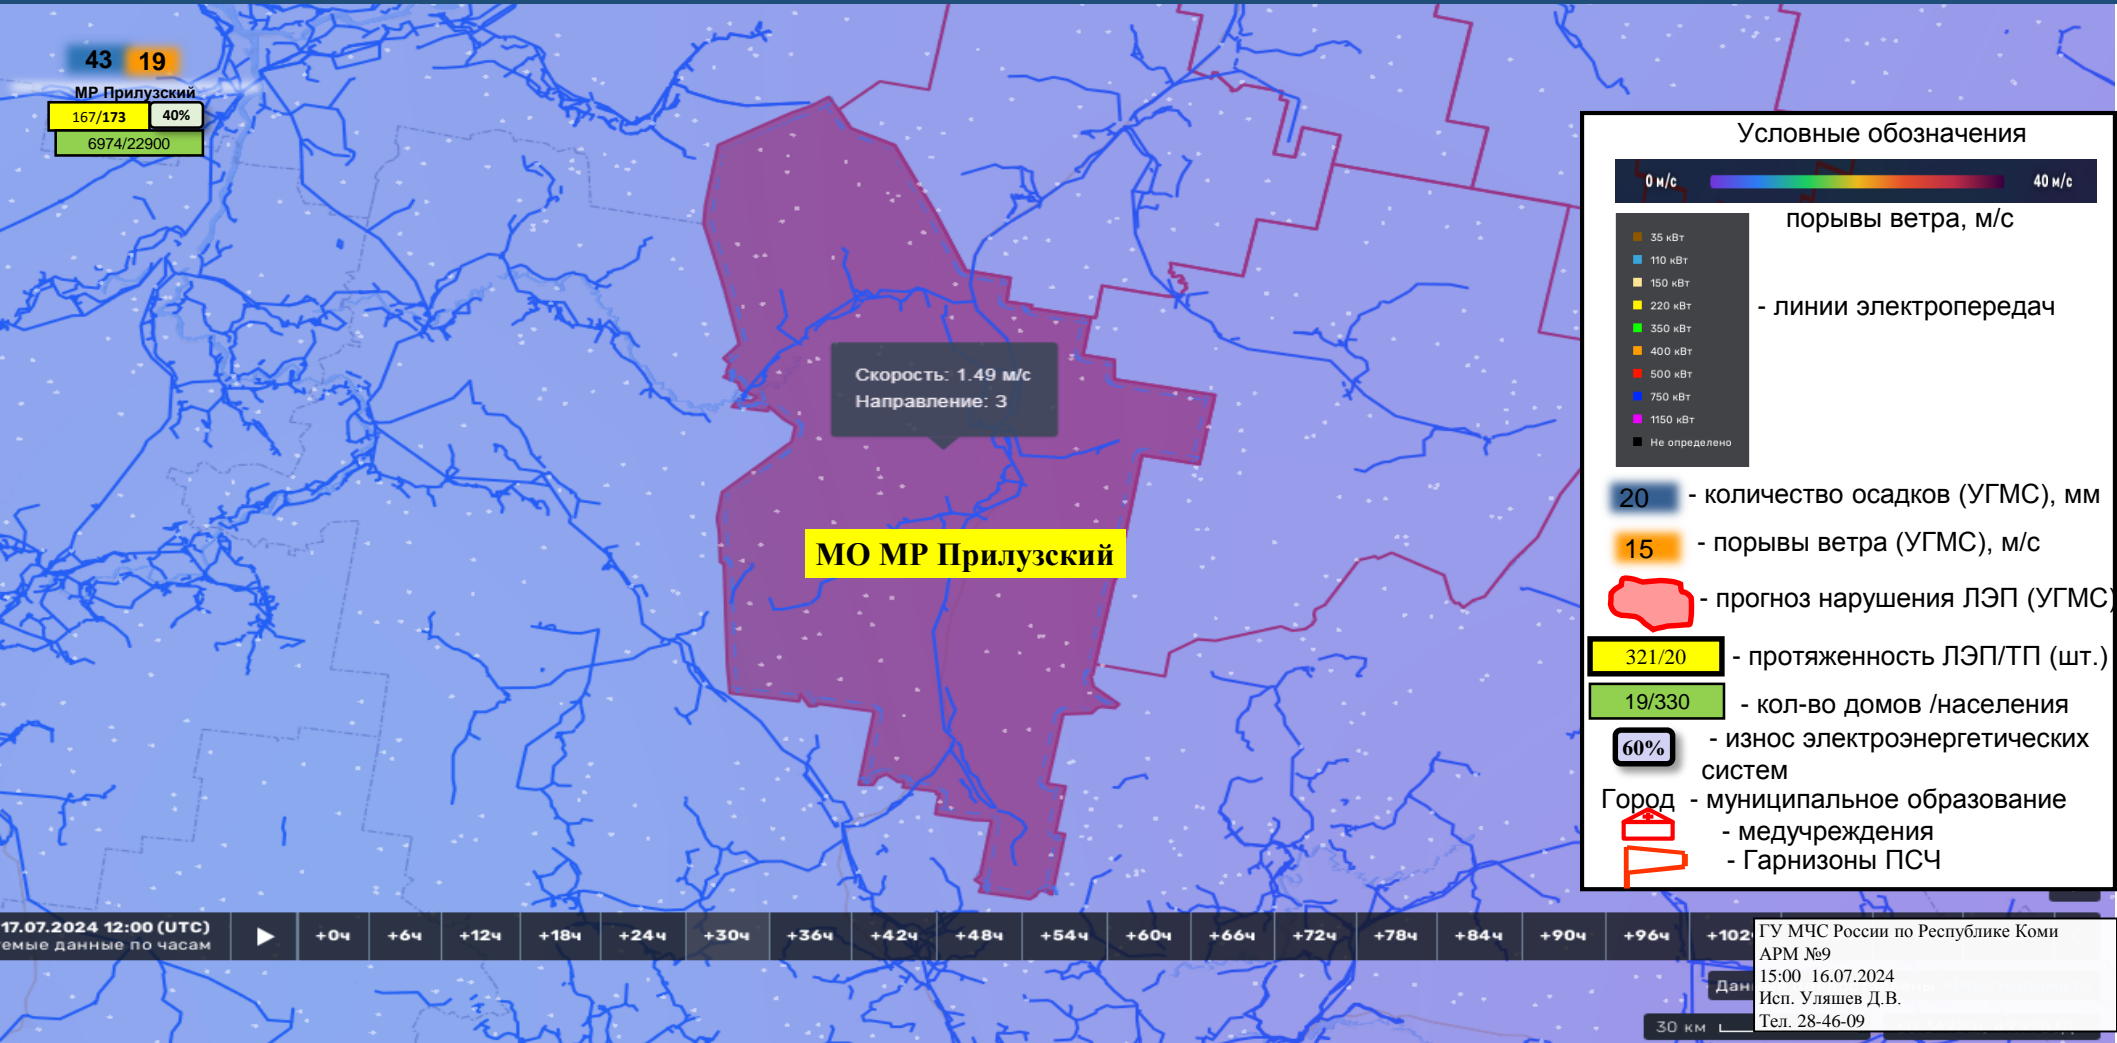 43 19
МР Прилузский
167/173 40%
6974/22900
Скорость: 1.49 м/с
Направление: З
МО МР Прилузский
Условные обозначения
0 м/с 40 м/с
порывы ветра, м/с
35 кВт
110 кВт
150 кВт
220 кВт
350 кВт
400 кВт
500 кВт
750 кВт
1150 кВт
Не определено
- линии электропередач
20 - количество осадков (УГМС), мм
15 - порывы ветра (УГМС), м/с
- прогноз нарушения ЛЭП (УГМС)
321/20 - протяженность ЛЭП/ТП (шт.)
19/330 - кол-во домов /населения
60% - износ электроэнергетических
систем
Город - муниципальное образование
- медучреждения
- Гарнизоны ПСЧ
17.07.2024 12:00 (UTC)
данные по часам
+0ч +6ч +12ч +18ч +24ч +30ч +36ч +42ч +48ч +54ч +60ч +66ч +72ч +78ч +84ч +90ч +96ч +102
ГУ МЧС России по Республике Коми
АРМ №9
15:00 16.07.2024
Исп. Уляшев Д.В.
Тел. 28-46-09
30 км